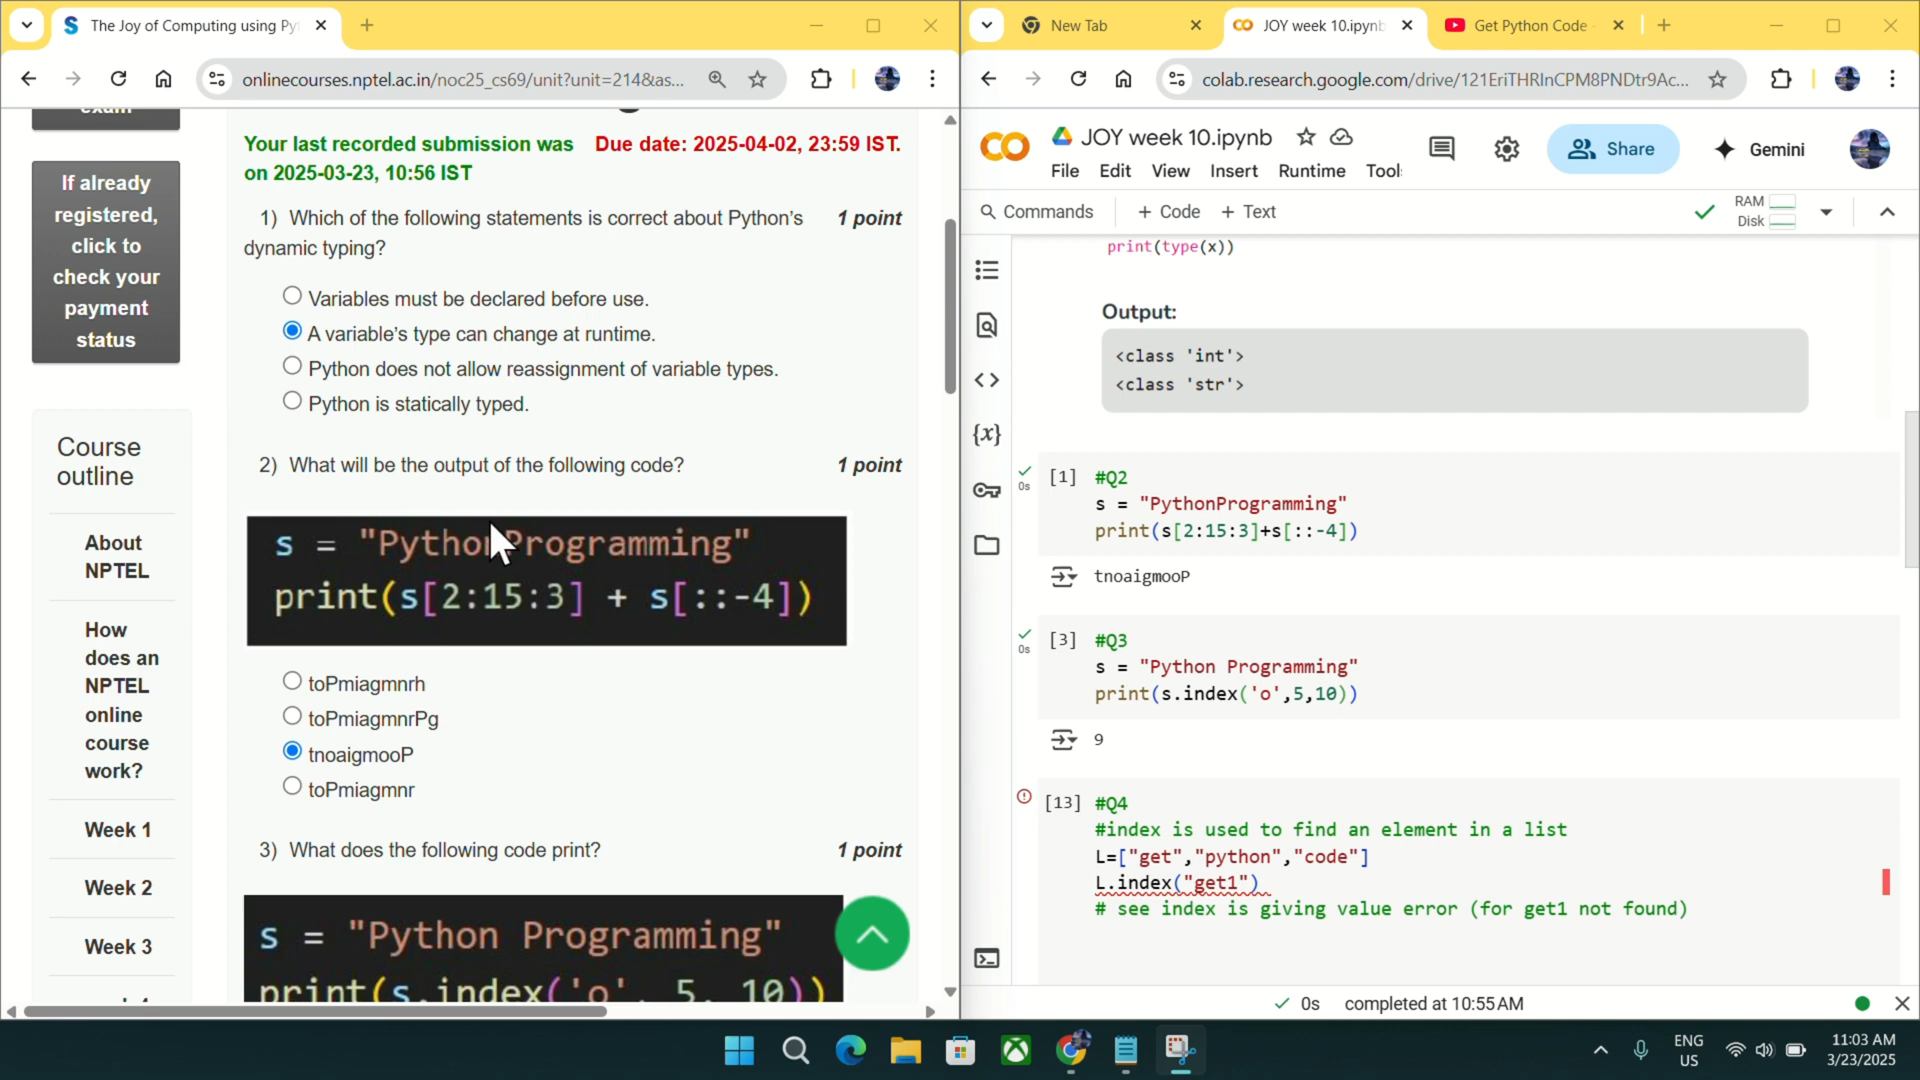 The Joy of Computing using Py
onlinecourses.nptel.ac.in/noc25_cs69/unit?unit=214&as...
exam
If already
registered,
click to
check your
payment
status
Course
outline
About
NPTEL
How
does an
NPTEL
online
course
work?
Week 1
Week 2
Week 3
Your last recorded submission was
on 2025-03-23, 10:56 IST
Due date: 2025-04-02, 23:59 IST.
1) Which of the following statements is correct about Python’s
dynamic typing?
1 point
Variables must be declared before use.
A variable’s type can change at runtime.
Python does not allow reassignment of variable types.
Python is statically typed.
2) What will be the output of the following code?
1 point
s = "PythonProgramming"
print(s[2:15:3] + s[::-4])
toPmiagmnrh
toPmiagmnrPg
tnoaigmooP
toPmiagmnr
3) What does the following code print?
1 point
s = "Python Programming"
print(s.index('o', 5, 10))
New Tab
JOY week 10.ipynb
Get Python Code -
colab.research.google.com/drive/121EriTHRInCPM8PNDtr9Ac...
JOY week 10.ipynb
File Edit View Insert Runtime Tools
Share
Gemini
Commands
+ Code + Text
RAM
Disk
print(type(x))
Output:
<class 'int'>
<class 'str'>
{x}
0s
[1] #Q2
s = "PythonProgramming"
print(s[2:15:3]+s[::-4])
tnoaigmooP
0s
[3] #Q3
s = "Python Programming"
print(s.index('o',5,10))
9
[13] #Q4
#index is used to find an element in a list
L=["get","python","code"]
L.index("get1")
# see index is giving value error (for get1 not found)
0s completed at 10:55 AM
ENG
US
11:03 AM
3/23/2025